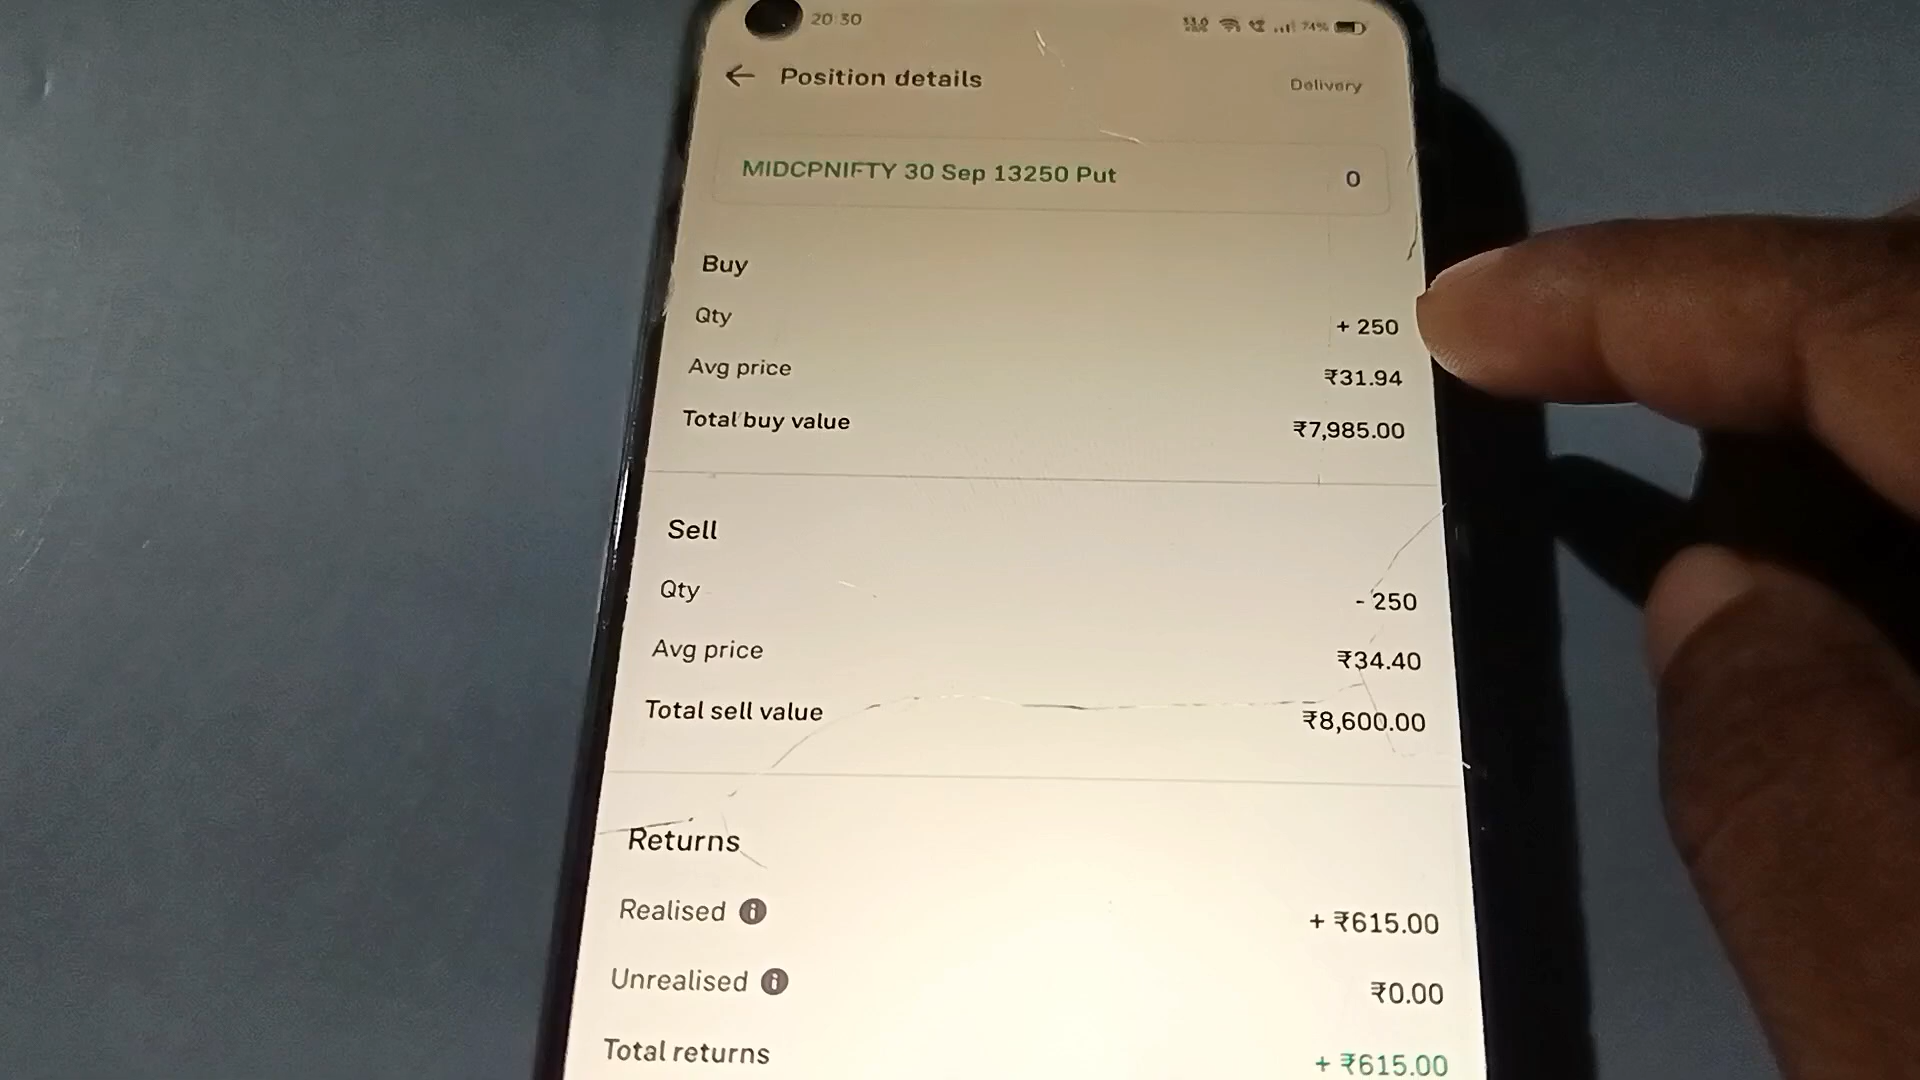 20:30
74%
Position details
Delivery
MIDCPNIFTY 30 Sep 13250 Put 0
Buy
Qty + 250
Avg price ₹31.94
Total buy value ₹7,985.00
Sell
Qty - 250
Avg price ₹34.40
Total sell value ₹8,600.00
Returns
Realised + ₹615.00
Unrealised ₹0.00
Total returns + ₹615.00